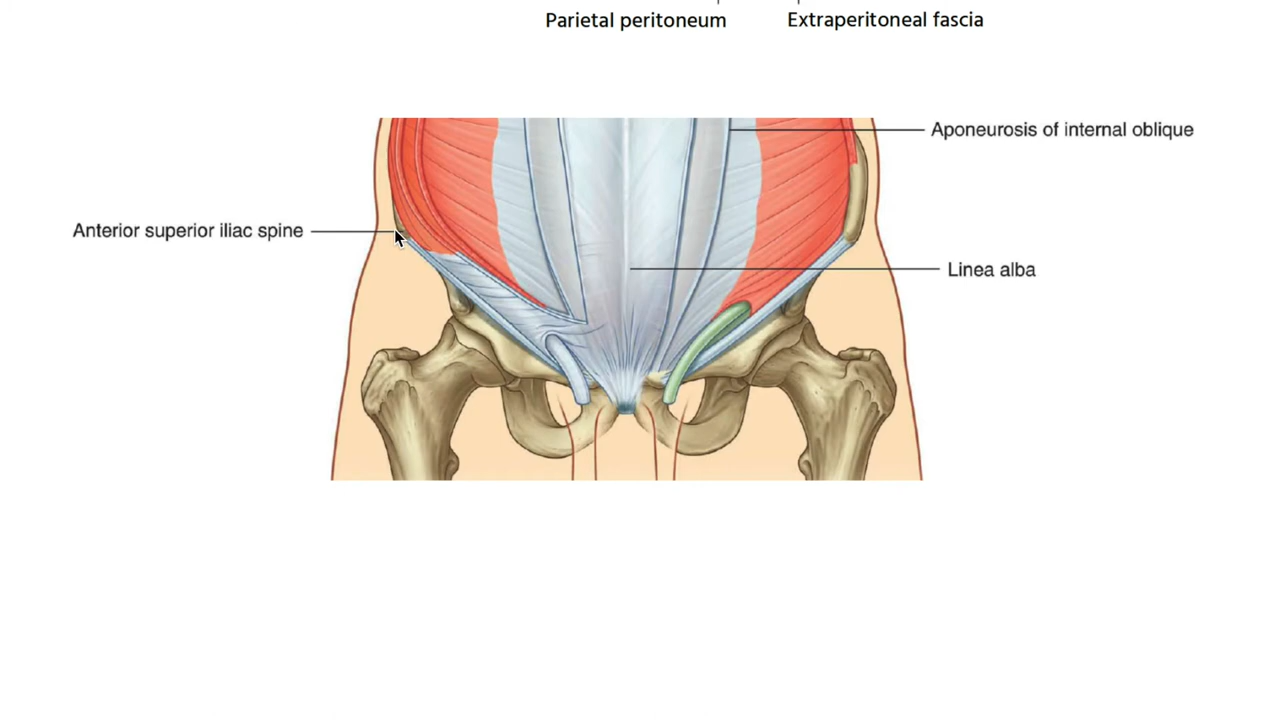 Parietal peritoneum
Extraperitoneal fascia
Aponeurosis of internal oblique
Anterior superior iliac spine
Linea alba